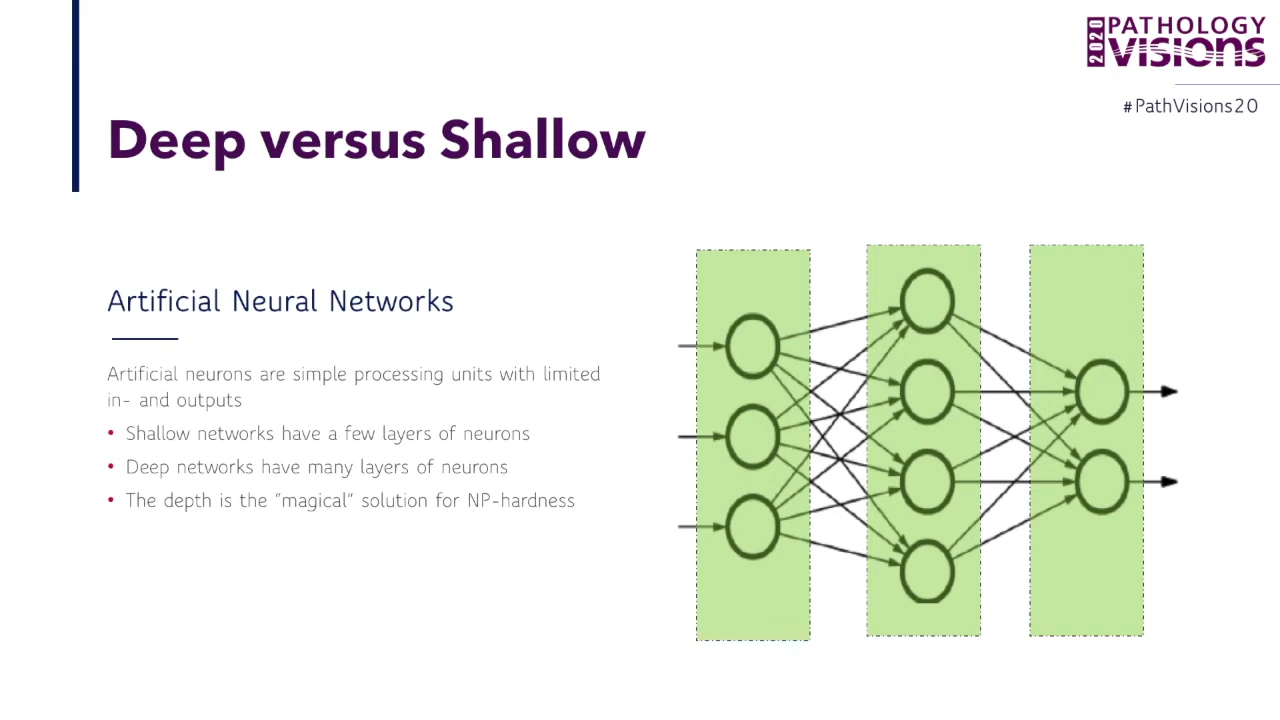 2020 PATHOLOGY
VISIONS
#PathVisions20
Deep versus Shallow
Artificial Neural Networks
Artificial neurons are simple processing units with limited
in- and outputs
• Shallow networks have a few layers of neurons
• Deep networks have many layers of neurons
• The depth is the “magical” solution for NP-hardness